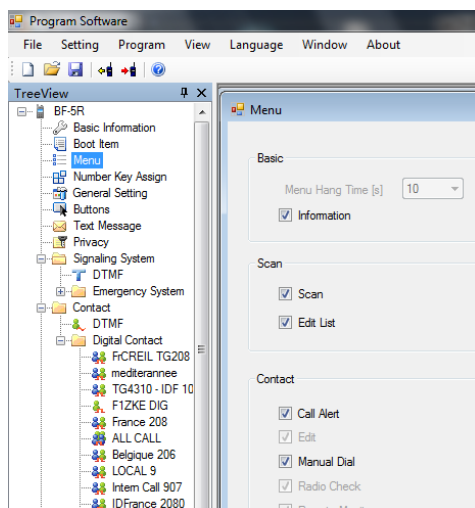 Program Software
File Setting Program View Language Window About
TreeView
BF-5R
Basic Information
Boot Item
Menu
Number Key Assign
General Setting
Buttons
Text Message
Privacy
Signaling System
DTMF
Emergency System
Contact
DTMF
Digital Contact
FrCREIL TG208
mediterannee
TG4310 - IDF 10
F1ZKE DIG
France 208
ALL CALL
Belgique 206
LOCAL 9
Intern Call 907
IDFrance 2080
Menu
Basic
Menu Hang Time [s] 10
Information
Scan
Scan
Edit List
Contact
Call Alert
Edit
Manual Dial
Radio Check